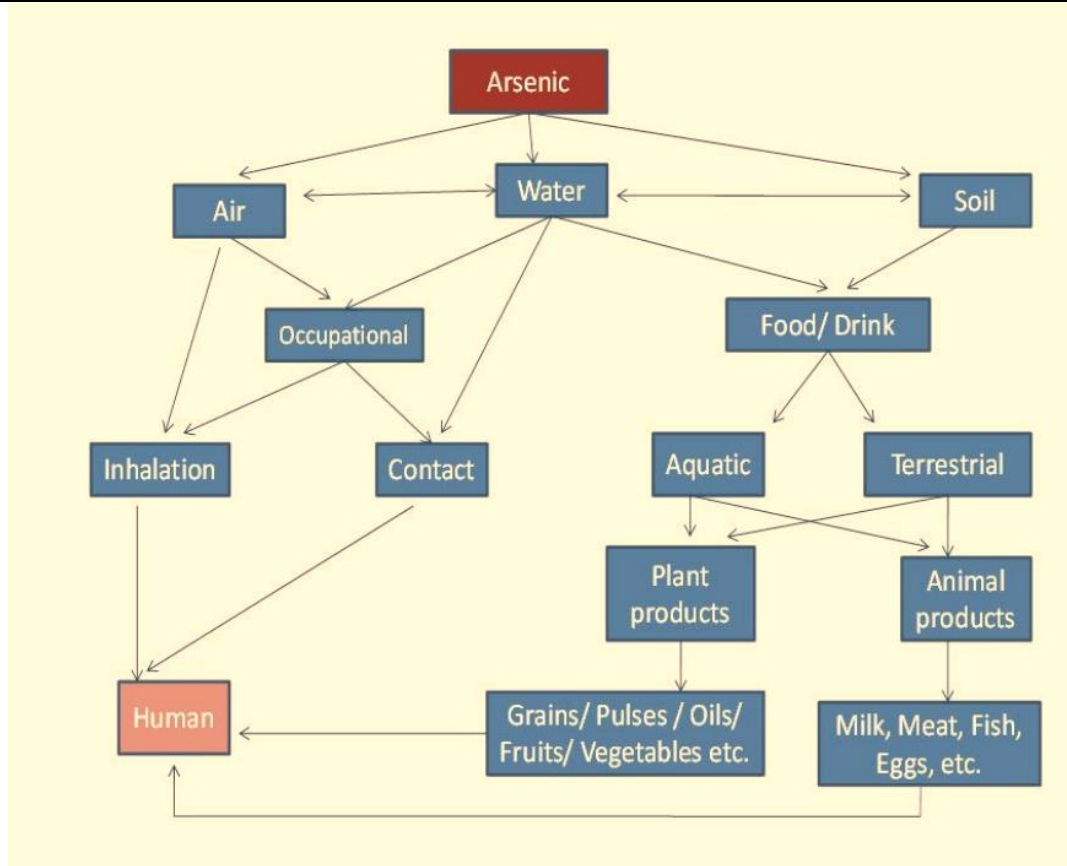 Arsenic
Air
Water
Soil
Occupational
Food/ Drink
Inhalation
Contact
Aquatic
Terrestrial
Plant
products
Animal
products
Human
Grains/ Pulses / Oils/
Fruits/ Vegetables etc.
Milk, Meat, Fish,
Eggs, etc.